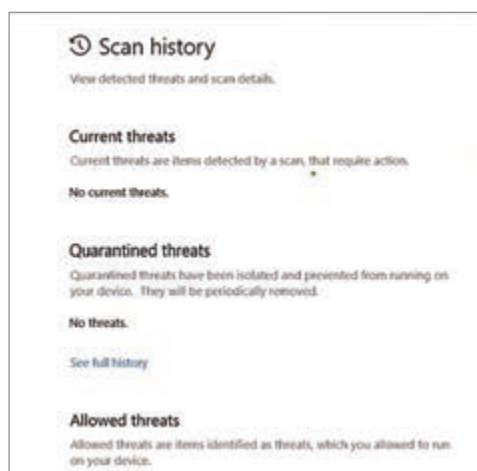 Scan history
View detected threats and scan details.
Current threats
Current threats are items detected by a scan, that require action.
No current threats.
Quarantined threats
Quarantined threats have been isolated and prevented from running on
your device. They will be periodically removed.
No threats.
See full history
Allowed threats
Allowed threats are items identified as threats, which you allowed to run
on your device.